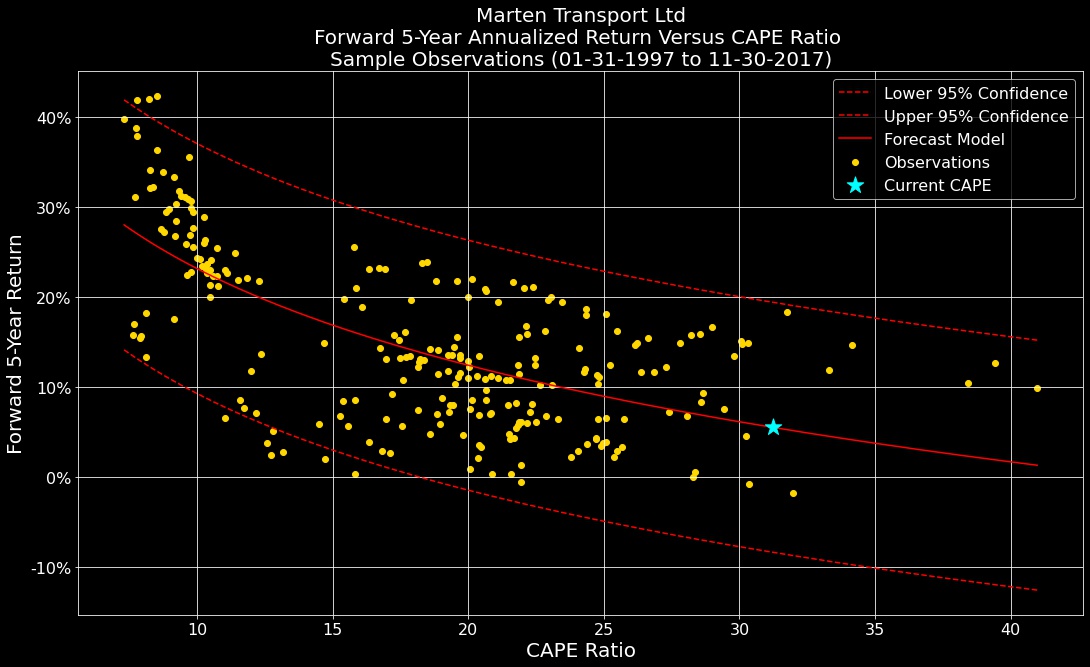 Marten Transport Ltd
Forward 5-Year Annualized Return Versus CAPE Ratio
Sample Observations (01-31-1997 to 11-30-2017)
Lower 95% Confidence
Upper 95% Confidence
Forecast Model
Observations
Current CAPE
Forward 5-Year Return
40%
30%
20%
10%
0%
-10%
10 15 20 25 30 35 40
CAPE Ratio